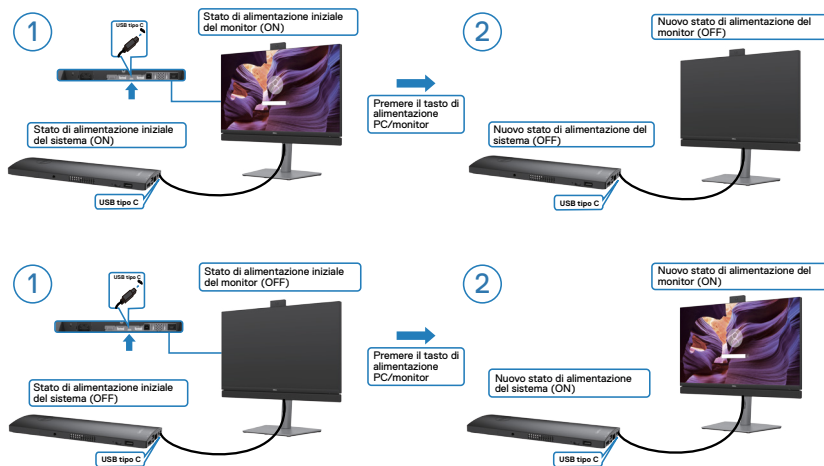 1
USB tipo C
Stato di alimentazione iniziale
del monitor (ON)
Stato di alimentazione iniziale
del sistema (ON)
USB tipo C
Premere il tasto di
alimentazione
PC/monitor
2
Nuovo stato di alimentazione del
monitor (OFF)
Nuovo stato di alimentazione del
sistema (OFF)
USB tipo C
1
USB tipo C
Stato di alimentazione iniziale
del monitor (OFF)
Stato di alimentazione iniziale
del sistema (OFF)
USB tipo C
Premere il tasto di
alimentazione
PC/monitor
2
Nuovo stato di alimentazione del
monitor (ON)
Nuovo stato di alimentazione
del sistema (ON)
USB tipo C